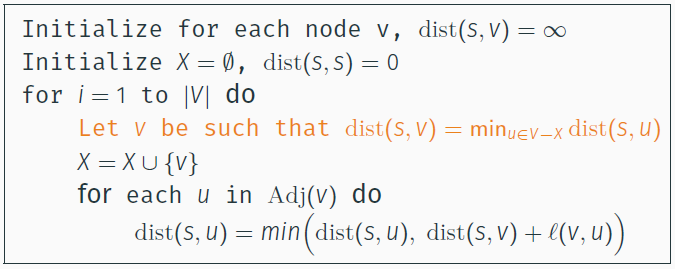 Initialize for each node v, dist(s, v) = ∞
Initialize X = ∅, dist(s, s) = 0
for i = 1 to |V| do
Let v be such that dist(s, v) = min_{u∈V−X} dist(s, u)
X = X ∪ {v}
for each u in Adj(v) do
dist(s, u) = min(dist(s, u), dist(s, v) + ℓ(v, u))